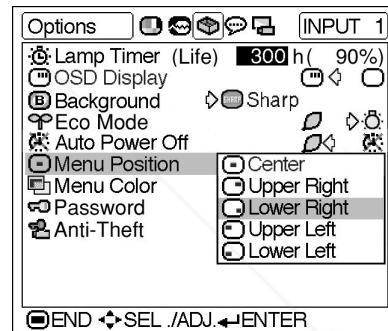 Options INPUT 1
Lamp Timer (Life) 300 h( 90%)
OSD Display
B Background SHARP Sharp
Eco Mode
Auto Power Off
Menu Position Center
Menu Color Upper Right
Password Lower Right
Anti-Theft Upper Left
Lower Left
END SEL ./ADJ. ENTER